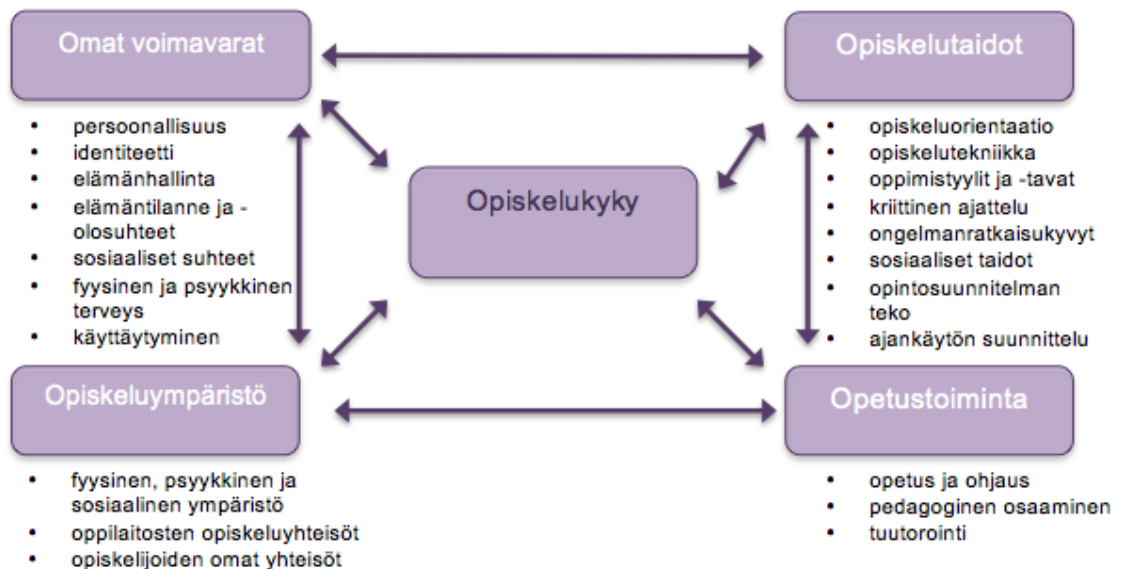 Omat voimavarat
• persoonallisuus
• identiteetti
• elämänhallinta
• elämäntilanne ja -
olosuhteet
• sosiaaliset suhteet
• fyysinen ja psyykkinen
terveys
• käyttäytyminen
Opiskelutaidot
• opiskeluorientaatio
• opiskelutekniikka
• oppimistyylit ja -tavat
• kriittinen ajattelu
• ongelmanratkaisukyvyt
• sosiaaliset taidot
• opintosuunnitelman
teko
• ajankäytön suunnittelu
Opiskelukyky
Opiskeluympäristö
• fyysinen, psyykkinen ja
sosiaalinen ympäristö
• oppilaitosten opiskeluyhteisöt
• opiskelijoiden omat yhteisöt
Opetustoiminta
• opetus ja ohjaus
• pedagoginen osaaminen
• tuutorointi